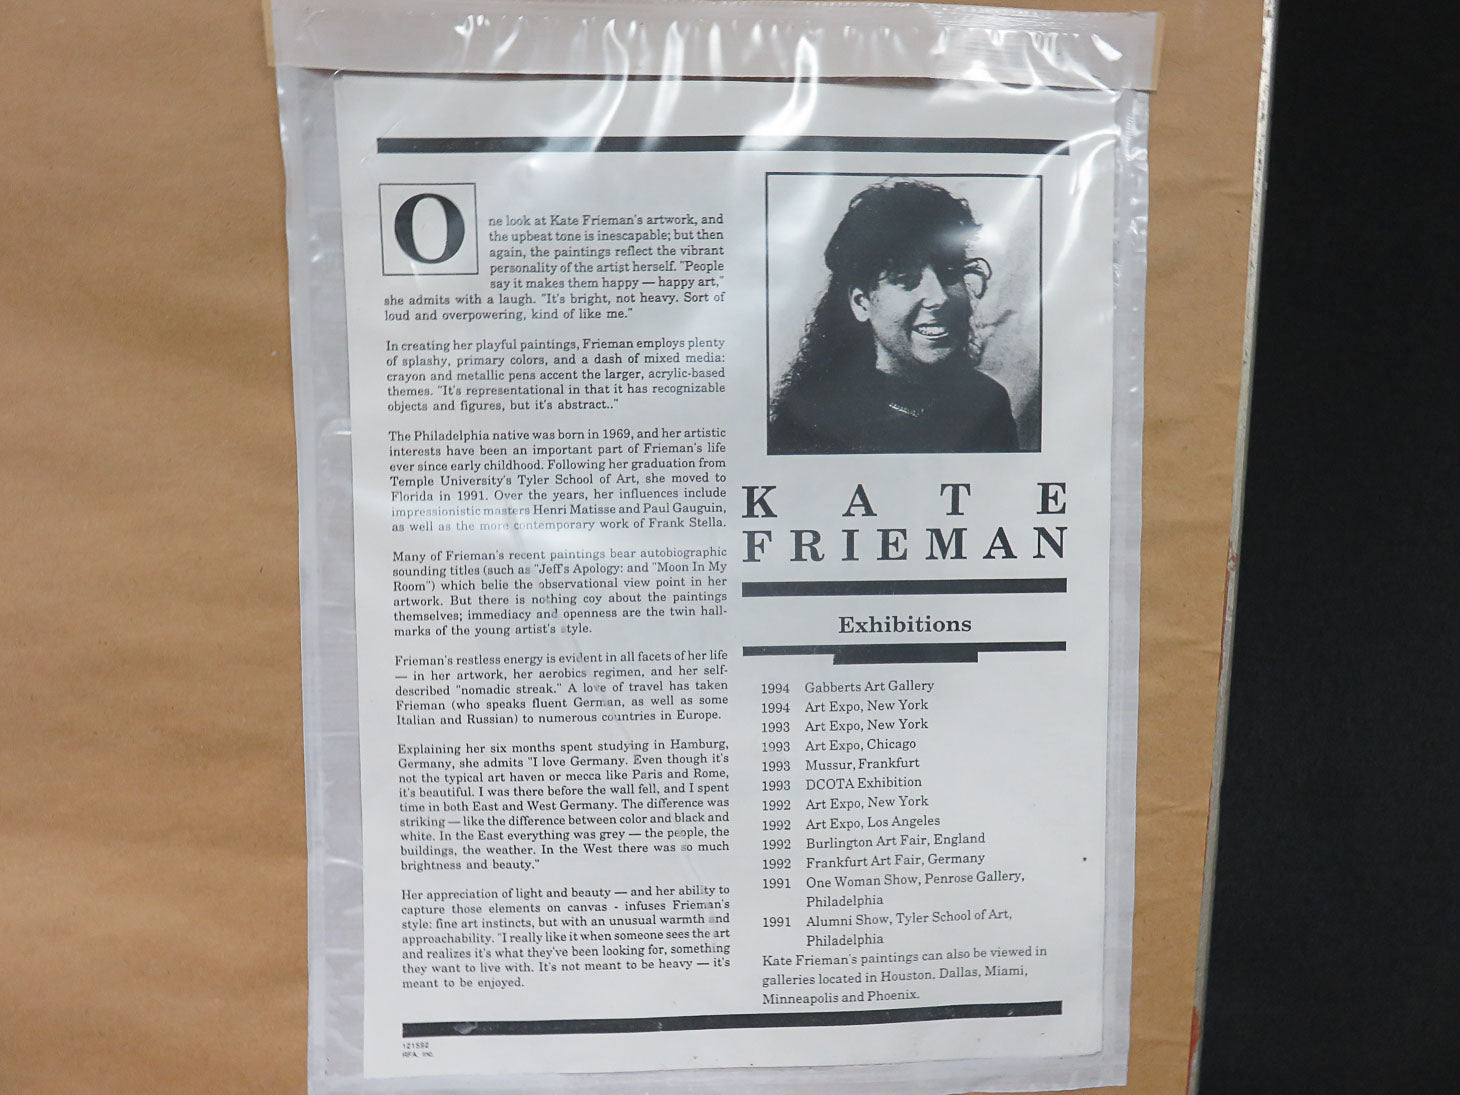 One look at Kate Frieman's artwork, and
the upbeat tone is inescapable; but then
again, the paintings reflect the vibrant
personality of the artist herself. "People
say it makes them happy — happy art,"
she admits with a laugh. "It's bright, not heavy. Sort of
loud and overpowering, kind of like me."
In creating her playful paintings, Frieman employs plenty
of splashy, primary colors, and a dash of mixed media:
crayon and metallic pens accent the larger, acrylic-based
themes. "It's representational in that it has recognizable
objects and figures, but it's abstract.."
The Philadelphia native was born in 1969, and her artistic
interests have been an important part of Frieman's life
ever since early childhood. Following her graduation from
Temple University's Tyler School of Art, she moved to
Florida in 1991. Over the years, her influences include
impressionistic masters Henri Matisse and Paul Gauguin,
as well as the more contemporary work of Frank Stella.
Many of Frieman's recent paintings bear autobiographic
sounding titles (such as "Jeff's Apology: and "Moon In My
Room") which belie the observational view point in her
artwork. But there is nothing coy about the paintings
themselves; immediacy and openness are the twin hall-
marks of the young artist's style.
Frieman's restless energy is evident in all facets of her life
— in her artwork, her aerobics regimen, and her self-
described "nomadic streak." A love of travel has taken
Frieman (who speaks fluent German, as well as some
Italian and Russian) to numerous countries in Europe.
Explaining her six months spent studying in Hamburg,
Germany, she admits "I love Germany. Even though it's
not the typical art haven or mecca like Paris and Rome,
it's beautiful. I was there before the wall fell, and I spent
time in both East and West Germany. The difference was
striking — like the difference between color and black and
white. In the East everything was grey — the people, the
buildings, the weather. In the West there was so much
brightness and beauty."
Her appreciation of light and beauty — and her ability to
capture those elements on canvas - infuses Frieman's
style: fine art instincts, but with an unusual warmth and
approachability. "I really like it when someone sees the art
and realizes it's what they've been looking for, something
they want to live with. It's not meant to be heavy — it's
meant to be enjoyed.
121592
RFA, Inc.
KATE
FRIEMAN
Exhibitions
1994 Gabberts Art Gallery
1994 Art Expo, New York
1993 Art Expo, New York
1993 Art Expo, Chicago
1993 Mussur, Frankfurt
1993 DCOTA Exhibition
1992 Art Expo, New York
1992 Art Expo, Los Angeles
1992 Burlington Art Fair, England
1992 Frankfurt Art Fair, Germany
1991 One Woman Show, Penrose Gallery,
Philadelphia
1991 Alumni Show, Tyler School of Art,
Philadelphia
Kate Frieman's paintings can also be viewed in
galleries located in Houston, Dallas, Miami,
Minneapolis and Phoenix.